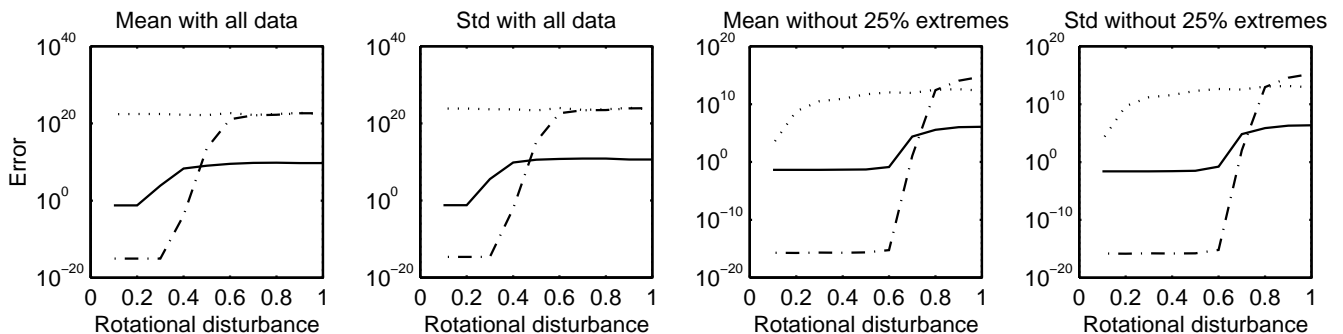 Mean with all data
Std with all data
Mean without 25% extremes
Std without 25% extremes
Error
10^40
10^20
10^0
10^−20
0 0.2 0.4 0.6 0.8 1
Rotational disturbance
10^40
10^20
10^0
10^−20
0 0.2 0.4 0.6 0.8 1
Rotational disturbance
10^20
10^10
10^0
10^−10
10^−20
0 0.2 0.4 0.6 0.8 1
Rotational disturbance
10^20
10^10
10^0
10^−10
10^−20
0 0.2 0.4 0.6 0.8 1
Rotational disturbance